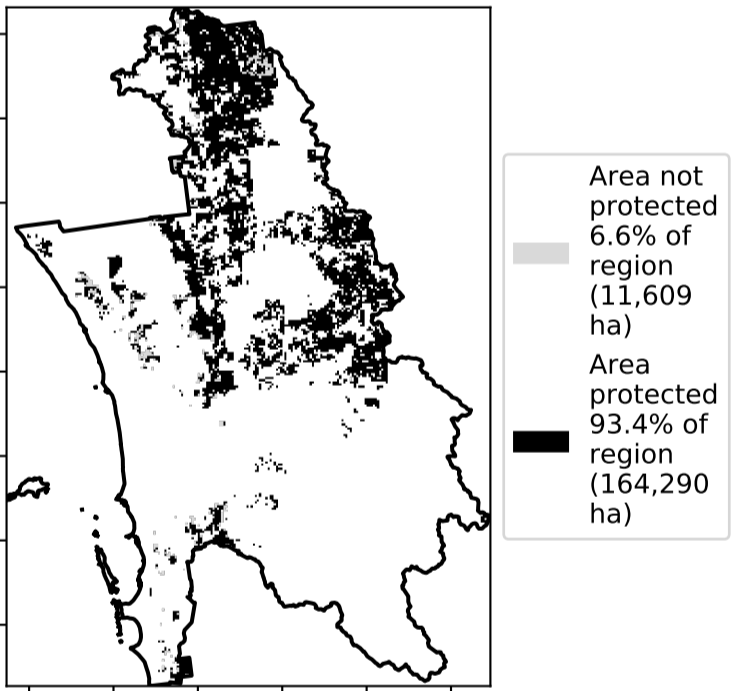 Area not
protected
6.6% of
region
(11,609
ha)
Area
protected
93.4% of
region
(164,290
ha)